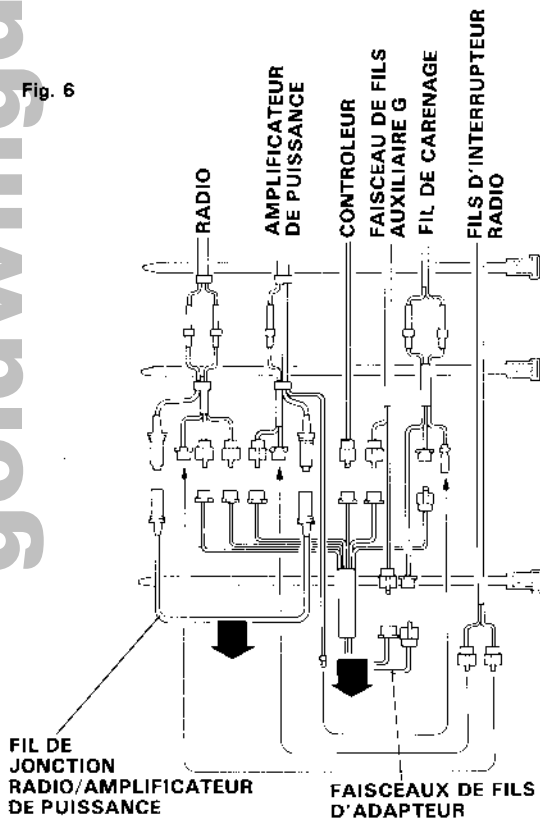 Fig. 6
RADIO
AMPLIFICATEUR
DE PUISSANCE
CONTROLEUR
FAISCEAU DE FILS
AUXILIAIRE G
FIL DE CARENAGE
FILS D'INTERRUPTEUR
RADIO
FIL DE
JONCTION
RADIO/AMPLIFICATEUR
DE PUISSANCE
FAISCEAUX DE FILS
D'ADAPTEUR